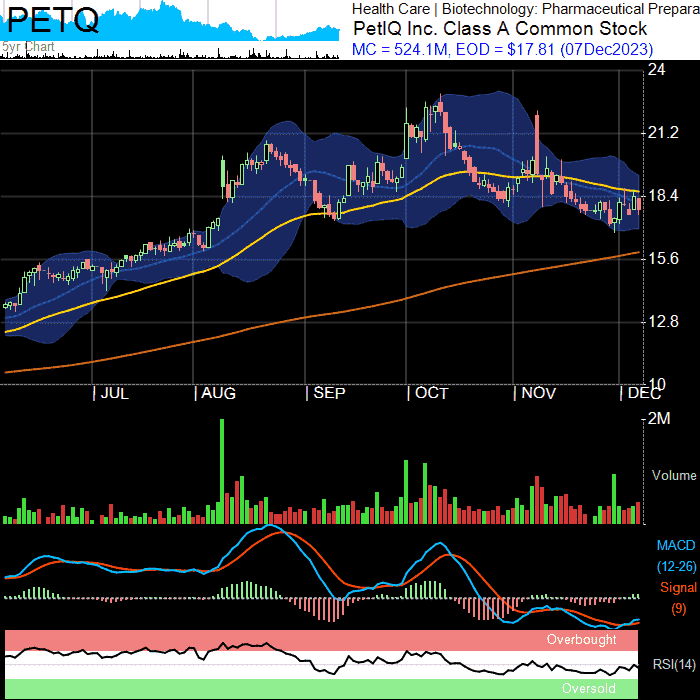 PETQ
5yr Chart
Health Care | Biotechnology: Pharmaceutical Prepara
PetIQ Inc. Class A Common Stock
MC = 524.1M, EOD = $17.81 (07Dec2023)
24
21.2
18.4
15.6
12.8
10
| JUL | AUG | SEP | OCT | NOV | DEC
2M
Volume
MACD
(12-26)
Signal
(9)
Overbought
RSI(14)
Oversold